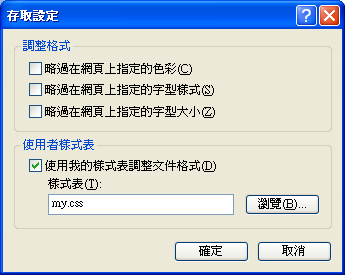 存取設定
調整格式
略過在網頁上指定的色彩(C)
略過在網頁上指定的字型樣式(S)
略過在網頁上指定的字型大小(Z)
使用者樣式表
使用我的樣式表調整文件格式(D)
樣式表(T):
my.css
瀏覽(B)...
確定
取消